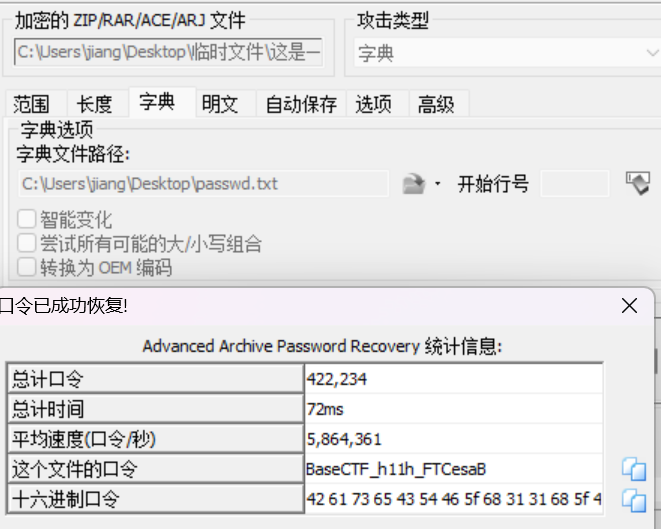 加密的 ZIP/RAR/ACE/ARJ 文件
攻击类型
C:\Users\jiang\Desktop\临时文件\这是一
字典
范围 长度 字典 明文 自动保存 选项 高级
字典选项
字典文件路径:
C:\Users\jiang\Desktop\passwd.txt
开始行号
智能变化
尝试所有可能的大/小写组合
转换为 OEM 编码
口令已成功恢复!
Advanced Archive Password Recovery 统计信息:
总计口令 422,234
总计时间 72ms
平均速度(口令/秒) 5,864,361
这个文件的口令 BaseCTF_h11h_FTCesaB
十六进制口令 42 61 73 65 43 54 46 5f 68 31 31 68 5f 4